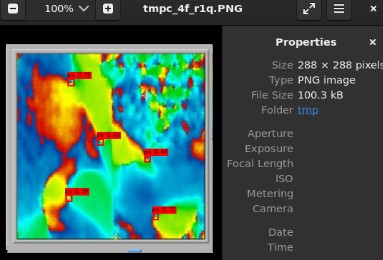 100%
tmpc_4f_r1q.PNG
Properties
Size 288 × 288 pixels
Type PNG image
File Size 100.3 kB
Folder tmp
Aperture
Exposure
Focal Length
ISO
Metering
Camera
Date
Time